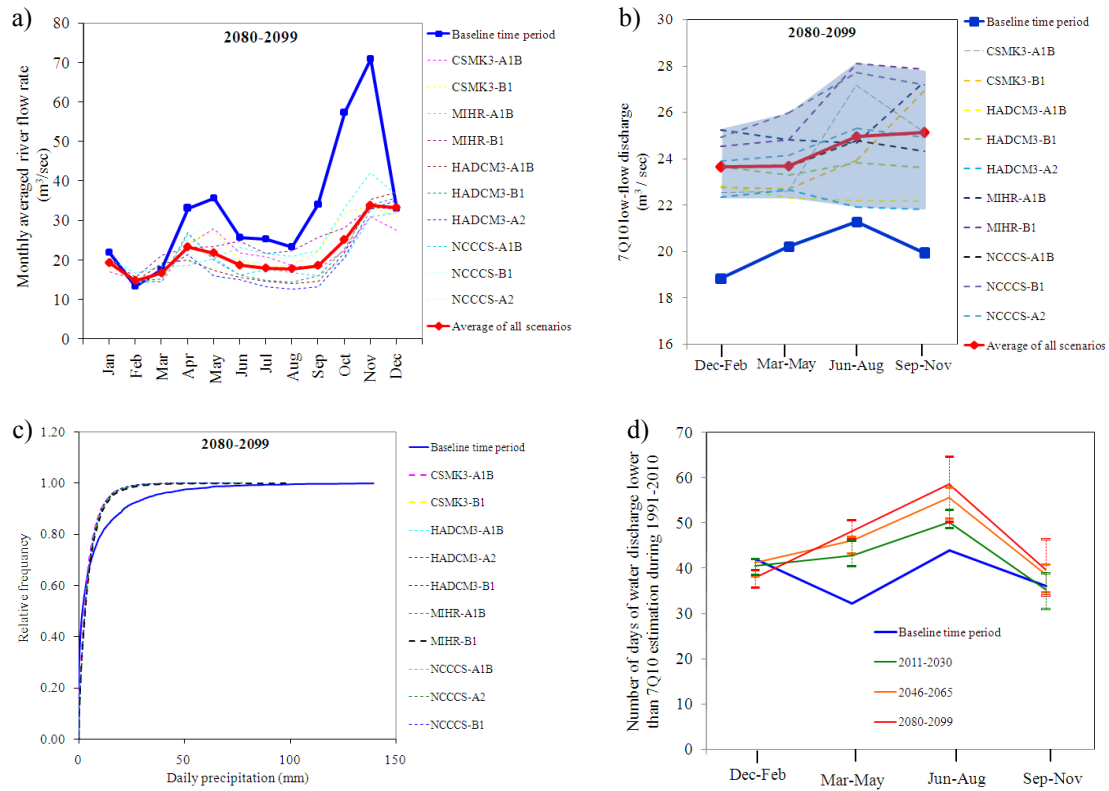 a)
2080-2099
Monthly averaged river flow rate
(m³/sec)
80
70
60
50
40
30
20
10
0
Jan
Feb
Mar
Apr
May
Jun
Jul
Aug
Sep
Oct
Nov
Dec
Baseline time period
CSMK3-A1B
CSMK3-B1
MIHR-A1B
MIHR-B1
HADCM3-A1B
HADCM3-B1
HADCM3-A2
NCCCS-A1B
NCCCS-B1
NCCCS-A2
Average of all scenarios
b)
2080-2099
7Q10 low-flow discharge
(m³ / sec)
30
28
26
24
22
20
18
16
Dec-Feb
Mar-May
Jun-Aug
Sep-Nov
Baseline time period
CSMK3-A1B
CSMK3-B1
HADCM3-A1B
HADCM3-B1
HADCM3-A2
MIHR-A1B
MIHR-B1
NCCCS-A1B
NCCCS-B1
NCCCS-A2
Average of all scenarios
c)
2080-2099
Relative frequancy
1.20
1.00
0.80
0.60
0.40
0.20
0.00
0
50
100
150
Daily precipitation (mm)
Baseline time period
CSMK3-A1B
CSMK3-B1
HADCM3-A1B
HADCM3-A2
HADCM3-B1
MIHR-A1B
MIHR-B1
NCCCS-A1B
NCCCS-A2
NCCCS-B1
d)
Number of days of water discharge lower
than 7Q10 estimation during 1991-2010
70
60
50
40
30
20
10
0
Dec-Feb
Mar-May
Jun-Aug
Sep-Nov
Baseline time period
2011-2030
2046-2065
2080-2099